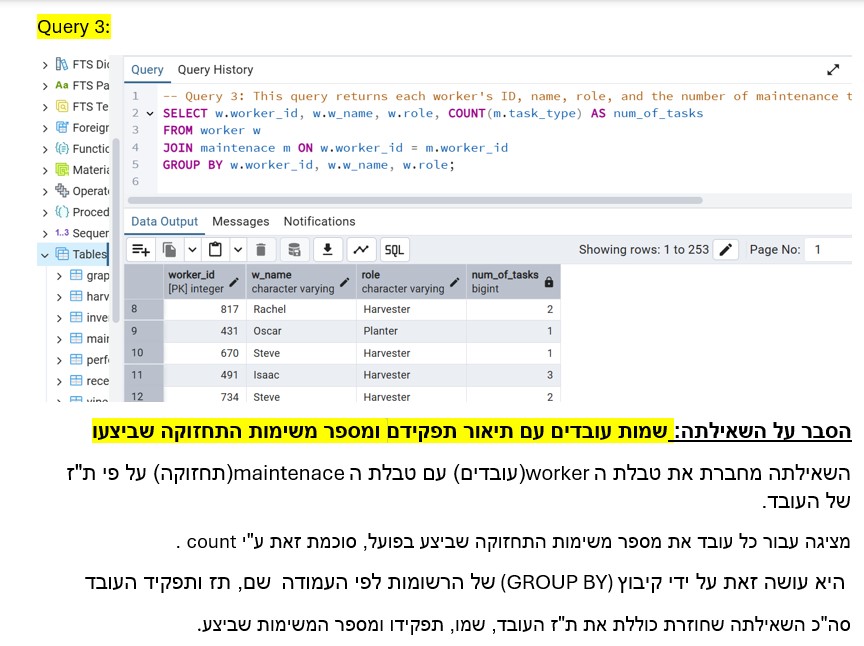 Query 3:
FTS Dic
FTS Pa
FTS Te
Foreign
Functio
Materia
Operat
Proced
1..3 Sequer
Tables
grap
harv
inve
main
perf
rece
Query Query History
1 -- Query 3: This query returns each worker's ID, name, role, and the number of maintenance t
2 SELECT w.worker_id, w.w_name, w.role, COUNT(m.task_type) AS num_of_tasks
3 FROM worker w
4 JOIN maintenace m ON w.worker_id = m.worker_id
5 GROUP BY w.worker_id, w.w_name, w.role;
6
Data Output Messages Notifications
SQL Showing rows: 1 to 253 Page No: 1
worker_id w_name role num_of_tasks
[PK] integer character varying character varying bigint
8 817 Rachel Harvester 2
9 431 Oscar Planter 1
10 670 Steve Harvester 1
11 491 Isaac Harvester 3
12 734 Steve Harvester 2
הסבר על השאילתה: שמות עובדים עם תיאור תפקידם ומספר משימות התחזוקה שביצעו
השאילתה מחברת את טבלת ה worker(עובדים) עם טבלת ה maintenace(תחזוקה) על פי ת"ז
של העובד.
מציגה עבור כל עובד את מספר משימות התחזוקה שביצע בפועל, סוכמת זאת ע"י count .
היא עושה זאת על ידי קיבוץ (GROUP BY) של הרשומות לפי העמודה שם, תז ותפקיד העובד
סה"כ השאילתה שחוזרת כוללת את ת"ז העובד, שמו, תפקידו ומספר המשימות שביצע.